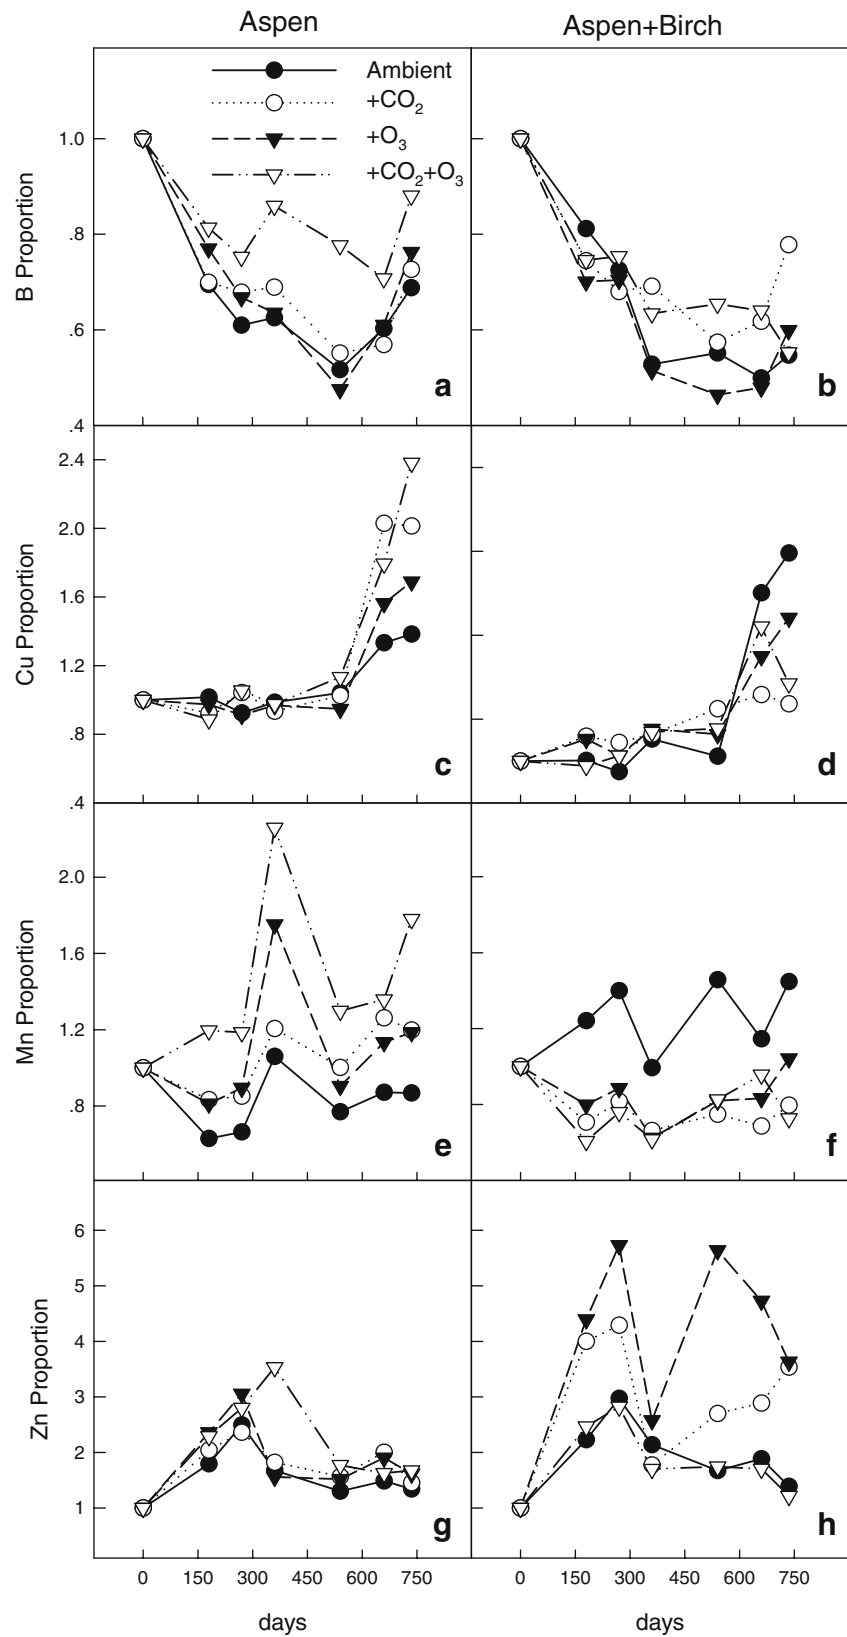 Aspen
Aspen+Birch
Ambient
+CO2
+O3
+CO2+O3
B Proportion
1.0
.8
.6
.4
a
b
Cu Proportion
2.4
2.0
1.6
1.2
.8
.4
c
d
Mn Proportion
2.0
1.6
1.2
.8
e
f
Zn Proportion
6
5
4
3
2
1
g
h
0 150 300 450 600 750
0 150 300 450 600 750
days
days